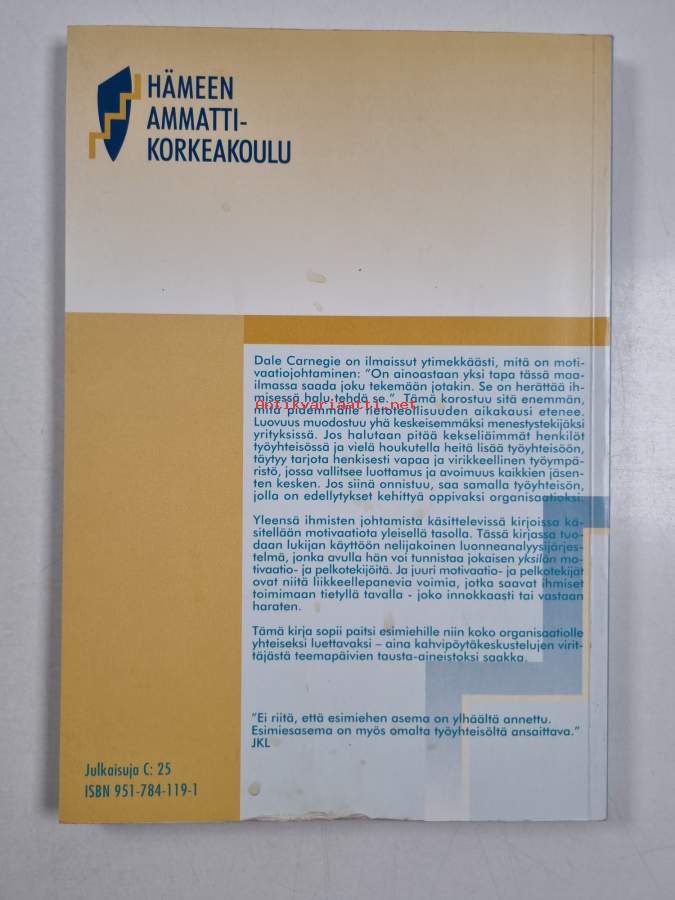 HÄMEEN
AMMATTI-
KORKEAKOULU
Dale Carnegie on ilmaissut ytimekkäästi, mitä on moti-
vaatiojohtaminen: "On ainoastaan yksi tapa tässä maa-
ilmassa saada joku tekemään jotakin. Se on herättää ih-
misessä halu tehdä se." Tämä korostuu sitä enemmän,
antikvariaatti.net
mitä pidemmälle tietoteollisuuden aikakausi etenee.
Luovuus muodostuu yhä keskeisemmäksi menestystekijäksi
yrityksissä. Jos halutaan pitää kekseliäimmät henkilöt
työyhteisössä ja vielä houkutella heitä lisää työyhteisöön,
täytyy tarjota henkisesti vapaa ja virikkeellinen työympä-
ristö, jossa vallitsee luottamus ja avoimuus kaikkien jäsen-
ten kesken. Jos siinä onnistuu, saa samalla työyhteisön,
jolla on edellytykset kehittyä oppivaksi organisaatioksi.
Yleensä ihmisten johtamista käsittelevissä kirjoissa kä-
sitellään motivaatiota yleisellä tasolla. Tässä kirjassa tuo-
daan lukijan käyttöön nelijakoinen luonneanalyysijärjes-
telmä, jonka avulla hän voi tunnistaa jokaisen yksilön mo-
tivaatio- ja pelkotekijöitä. Ja juuri motivaatio- ja pelkotekijät
ovat niitä liikkeellepanevia voimia, jotka saavat ihmiset
toimimaan tietyllä tavalla - joko innokkaasti tai vastaan
haraten.
Tämä kirja sopii paitsi esimiehille niin koko organisaatiolle
yhteiseksi luettavaksi – aina kahvipöytäkeskustelujen virit-
täjästä teemapäivien tausta-aineistoksi saakka.
"Ei riitä, että esimiehen asema on ylhäältä annettu.
Esimiesasema on myös omalta työyhteisöltä ansaittava."
JKL
Julkaisuja C: 25
ISBN 951-784-119-1